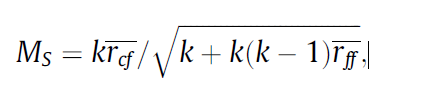 $M_S = k\overline{r_{cf}} / \sqrt{k + k(k-1)\overline{r_{ff}}},$